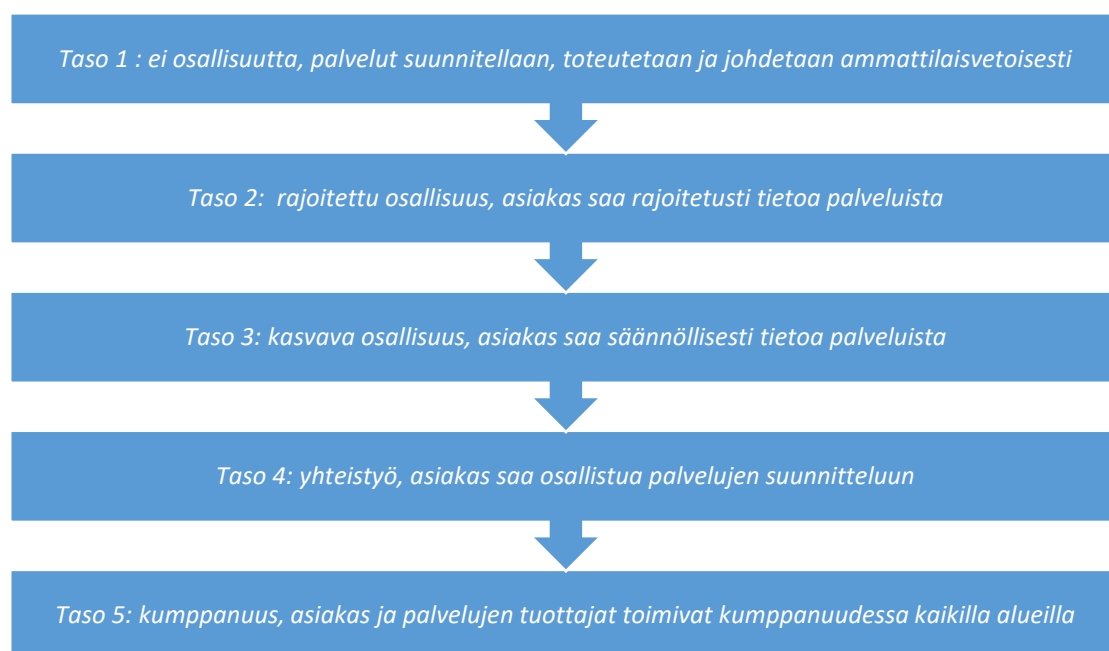 Taso 1 : ei osallisuutta, palvelut suunnitellaan, toteutetaan ja johdetaan ammattilaisvetoisesti
Taso 2: rajoitettu osallisuus, asiakas saa rajoitetusti tietoa palveluista
Taso 3: kasvava osallisuus, asiakas saa säännöllisesti tietoa palveluista
Taso 4: yhteistyö, asiakas saa osallistua palvelujen suunnitteluun
Taso 5: kumppanuus, asiakas ja palvelujen tuottajat toimivat kumppanuudessa kaikilla alueilla